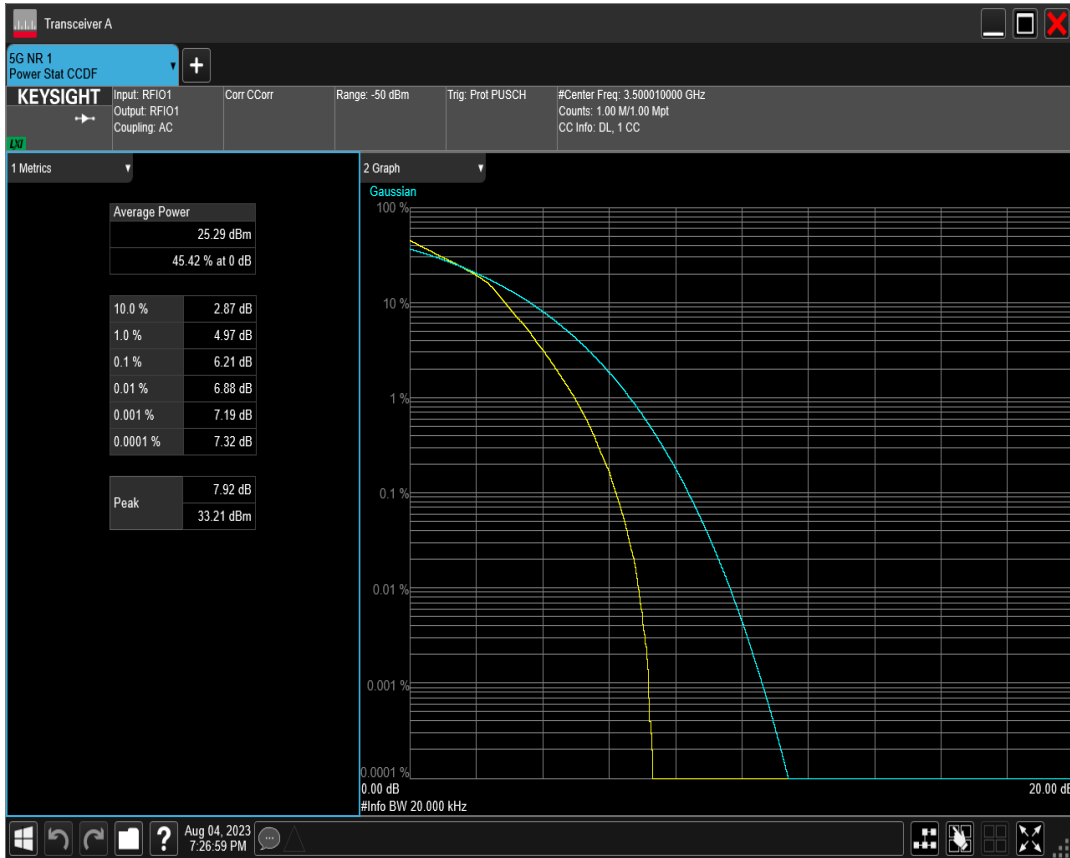 Transceiver A
5G NR 1
Power Stat CCDF
KEYSIGHT
LXI
Input: RFIO1
Output: RFIO1
Coupling: AC
Corr CCorr
Range: -50 dBm
Trig: Prot PUSCH
#Center Freq: 3.500010000 GHz
Counts: 1.00 M/1.00 Mpt
CC Info: DL, 1 CC
1 Metrics
Average Power
25.29 dBm
45.42 % at 0 dB
10.0 % 2.87 dB
1.0 % 4.97 dB
0.1 % 6.21 dB
0.01 % 6.88 dB
0.001 % 7.19 dB
0.0001 % 7.32 dB
Peak 7.92 dB
33.21 dBm
2 Graph
Gaussian
100 %
10 %
1 %
0.1 %
0.01 %
0.001 %
0.0001 %
0.00 dB 20.00 dB
#Info BW 20.000 kHz
Aug 04, 2023
7:26:59 PM